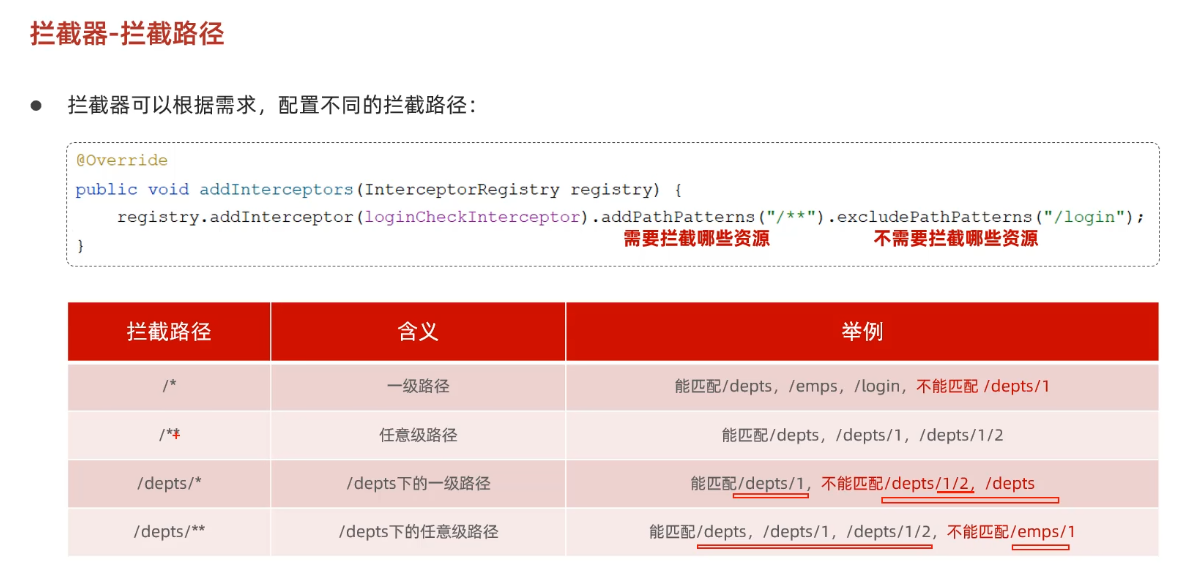 拦截器-拦截路径
● 拦截器可以根据需求，配置不同的拦截路径：
@Override
public void addInterceptors(InterceptorRegistry registry) {
registry.addInterceptor(loginCheckInterceptor).addPathPatterns("/**").excludePathPatterns("/login");
需要拦截哪些资源 不需要拦截哪些资源
}
拦截路径 含义 举例
/* 一级路径 能匹配/depts，/emps，/login，不能匹配 /depts/1
/** 任意级路径 能匹配/depts，/depts/1，/depts/1/2
/depts/* /depts下的一级路径 能匹配/depts/1，不能匹配/depts/1/2，/depts
/depts/** /depts下的任意级路径 能匹配/depts，/depts/1，/depts/1/2，不能匹配/emps/1